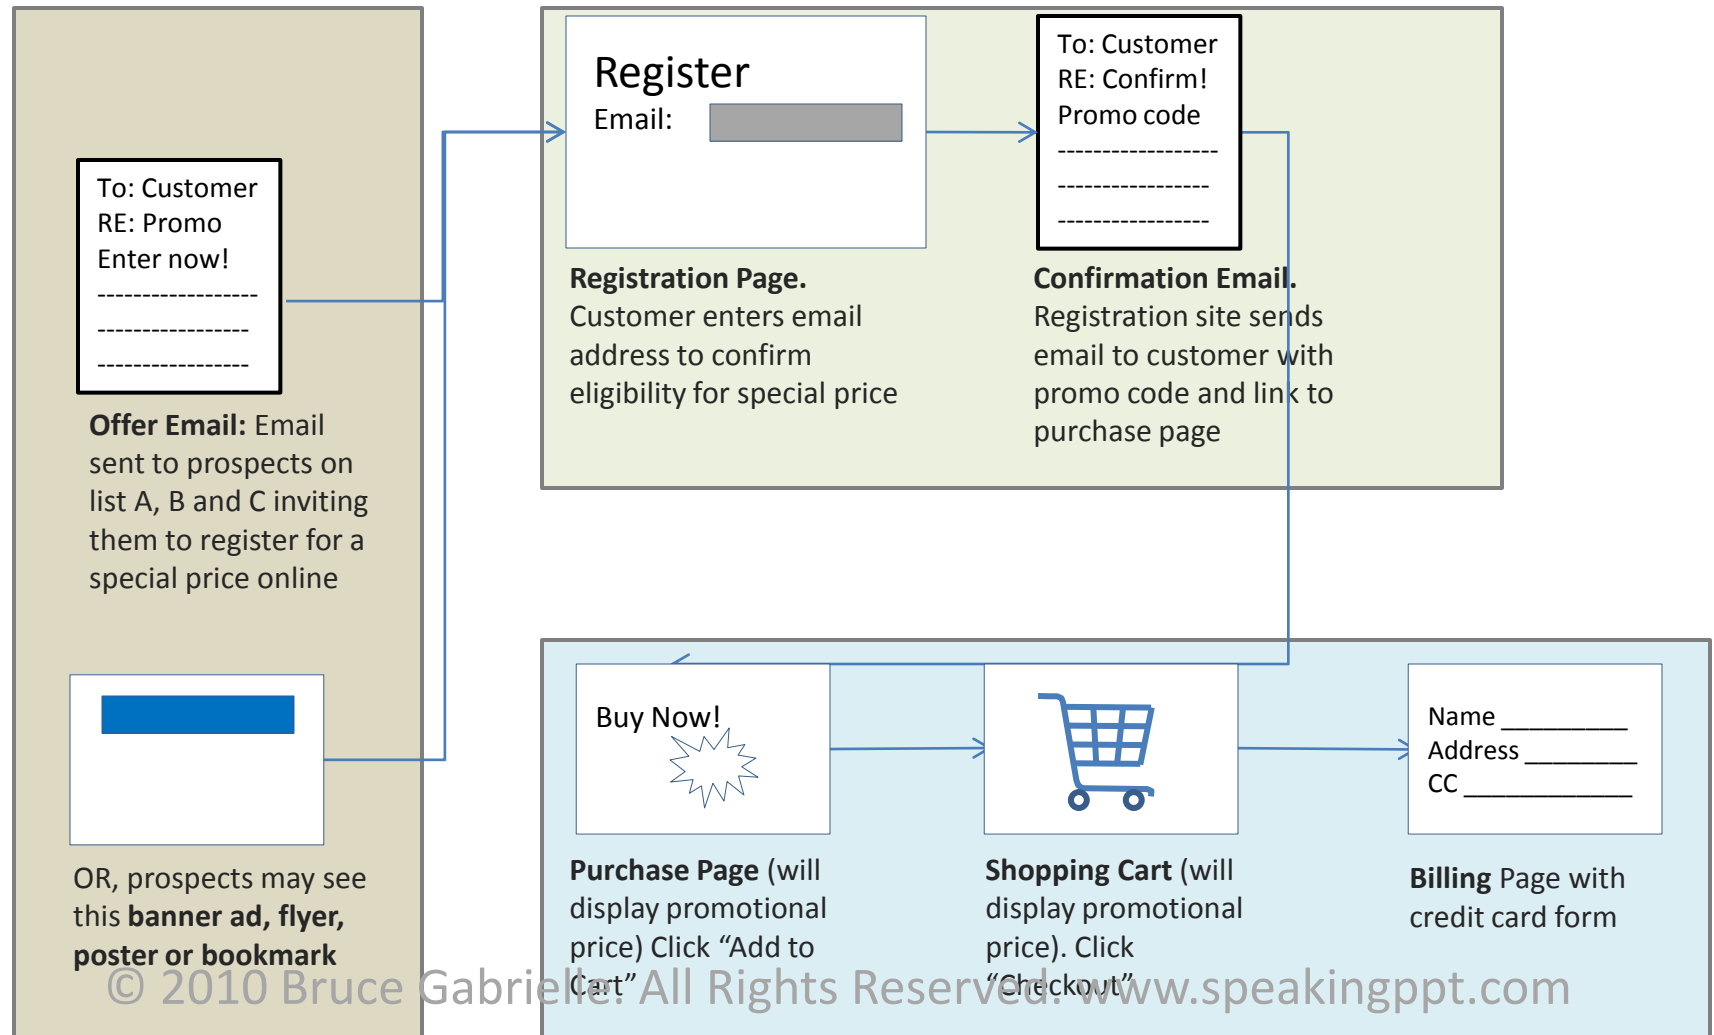 To: Customer
RE: Promo
Enter now!
------------------
-----------------
-----------------
Offer Email: Email
sent to prospects on
list A, B and C inviting
them to register for a
special price online
OR, prospects may see
this banner ad, flyer,
poster or bookmark
Register
Email:
Registration Page.
Customer enters email
address to confirm
eligibility for special price
To: Customer
RE: Confirm!
Promo code
------------------
-----------------
-----------------
Confirmation Email.
Registration site sends
email to customer with
promo code and link to
purchase page
Buy Now!
Purchase Page (will
display promotional
price) Click “Add to
Cart”
Shopping Cart (will
display promotional
price). Click
“Checkout”
Name _________
Address ________
CC ____________
Billing Page with
credit card form
© 2010 Bruce Gabrielle. All Rights Reserved. www.speakingppt.com